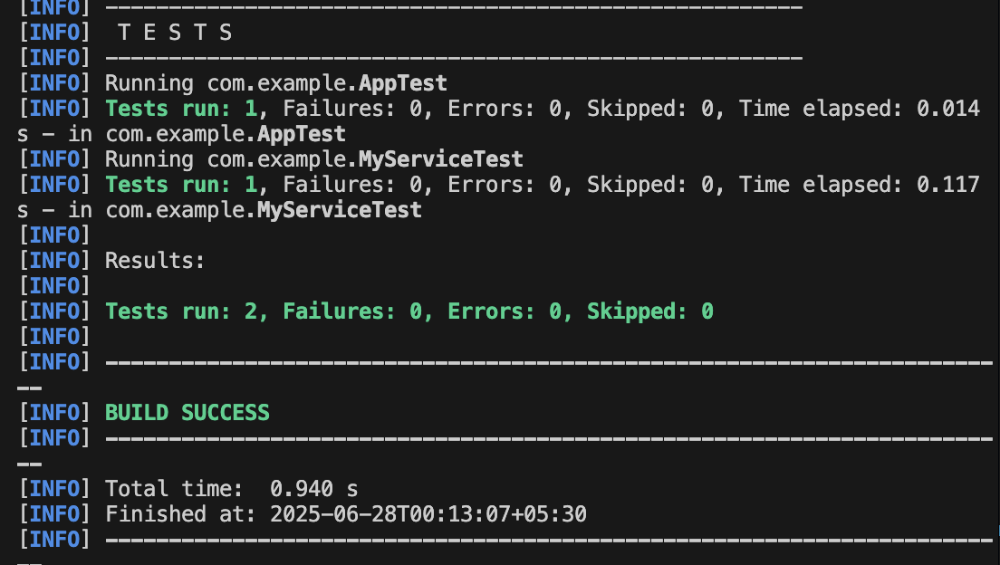 [INFO] -------------------------------------------------------
[INFO]  T E S T S
[INFO] -------------------------------------------------------
[INFO] Running com.example.AppTest
[INFO] Tests run: 1, Failures: 0, Errors: 0, Skipped: 0, Time elapsed: 0.014
s - in com.example.AppTest
[INFO] Running com.example.MyServiceTest
[INFO] Tests run: 1, Failures: 0, Errors: 0, Skipped: 0, Time elapsed: 0.117
s - in com.example.MyServiceTest
[INFO]
[INFO] Results:
[INFO]
[INFO] Tests run: 2, Failures: 0, Errors: 0, Skipped: 0
[INFO]
[INFO] ----------------------------------------------------------------------
--
[INFO] BUILD SUCCESS
[INFO] ----------------------------------------------------------------------
--
[INFO] Total time:  0.940 s
[INFO] Finished at: 2025-06-28T00:13:07+05:30
[INFO] ----------------------------------------------------------------------
--